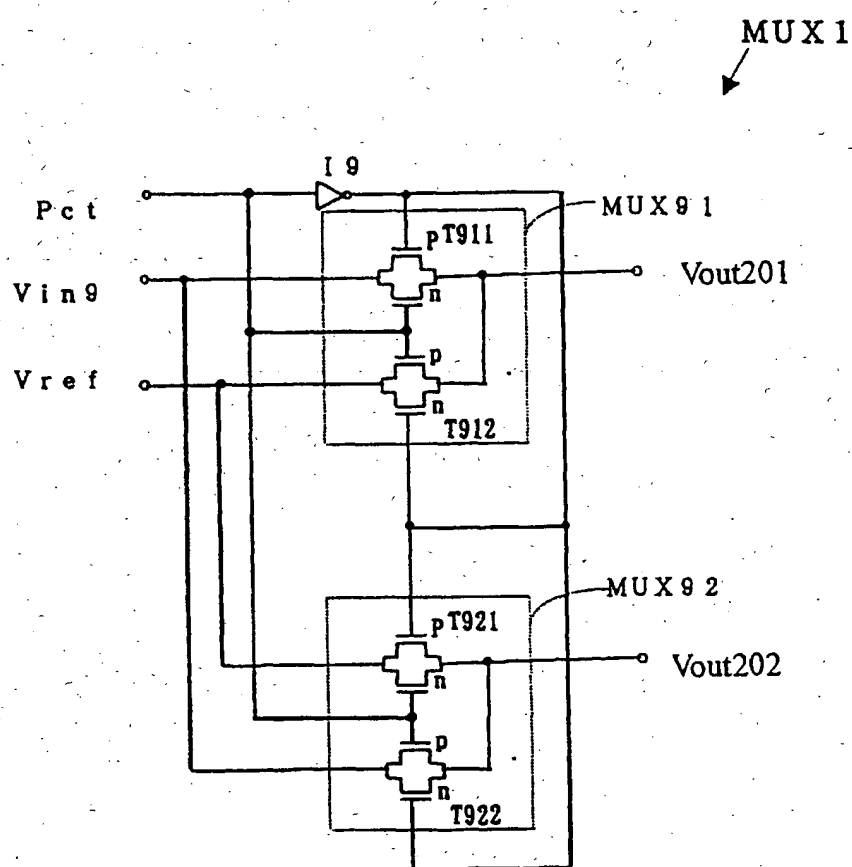 MUX1
I9
Pct
MUX91
pT911
Vin9
Vout201
n
p
Vref
n
T912
MUX92
pT921
Vout202
n
p
n
T922